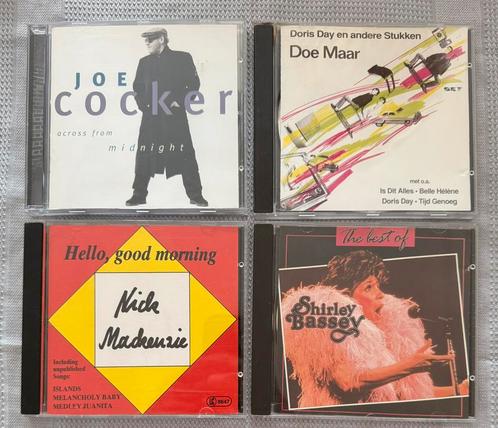 JOE
cocker
across from
midnight
Doris Day en andere Stukken
Doe Maar
met o.a.
Is Dit Alles • Belle Hélène
Doris Day • Tijd Genoeg
Hello, good morning
Nick
Mackenzie
Including
unpublished
Songs:
ISLANDS
MELANCHOLY BABY
MEDLEY JUANITA
8647
The best of
Shirley
Bassey